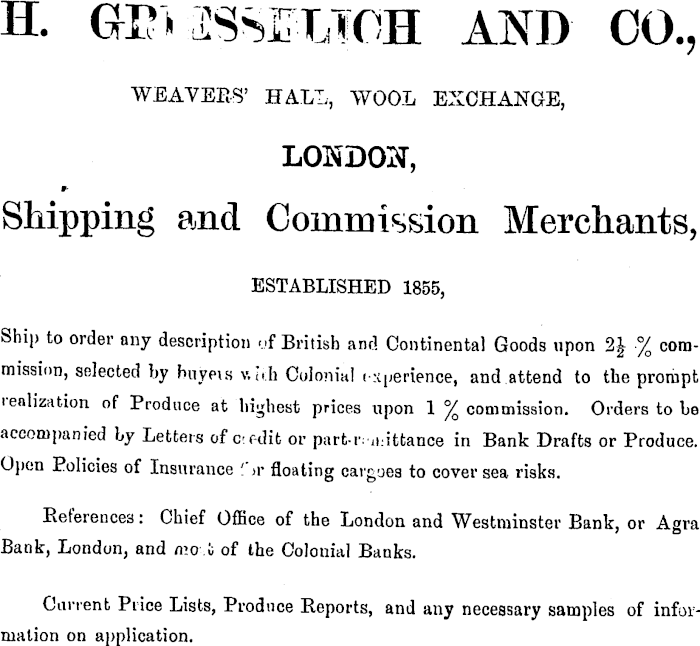 H. GRIESSELICH AND CO.,
WEAVERS' HALL, WOOL EXCHANGE,
LONDON,
Shipping and Commission Merchants,
ESTABLISHED 1855,
Ship to order any description of British and Continental Goods upon 2½ % com-
mission, selected by buyers with Colonial experience, and attend to the prompt
realization of Produce at highest prices upon 1 % commission. Orders to be
accompanied by Letters of credit or part-remittance in Bank Drafts or Produce.
Open Policies of Insurance for floating cargoes to cover sea risks.
References: Chief Office of the London and Westminster Bank, or Agra
Bank, London, and most of the Colonial Banks.
Current Price Lists, Produce Reports, and any necessary samples of infor-
mation on application.